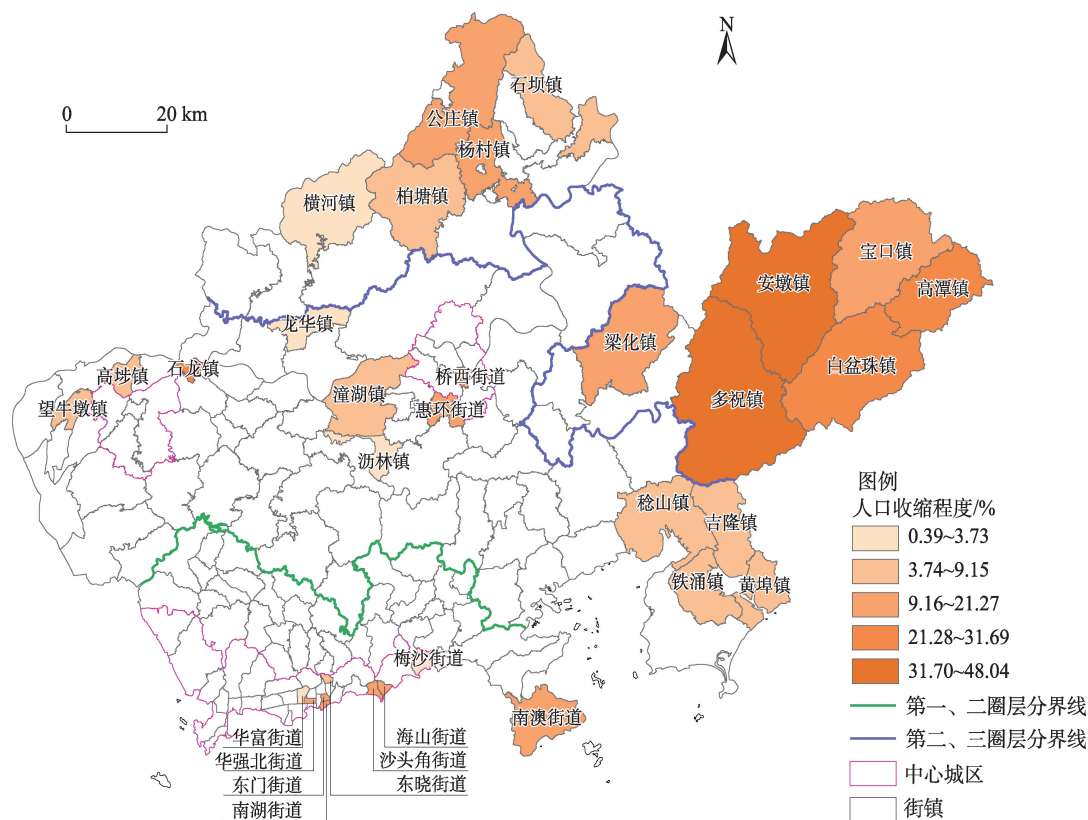 N
0 20 km
石坝镇
公庄镇
杨村镇
横河镇
柏塘镇
宝口镇
安墩镇
高潭镇
龙华镇
梁化镇
白盆珠镇
高埗镇
石龙镇
桥西街道
潼湖镇
望牛墩镇
惠环街道
多祝镇
沥林镇
稔山镇
吉隆镇
铁涌镇
黄埠镇
梅沙街道
南澳街道
华富街道
海山街道
华强北街道
沙头角街道
东门街道
东晓街道
南湖街道
图例
人口收缩程度/%
0.39~3.73
3.74~9.15
9.16~21.27
21.28~31.69
31.70~48.04
第一、二圈层分界线
第二、三圈层分界线
中心城区
街镇